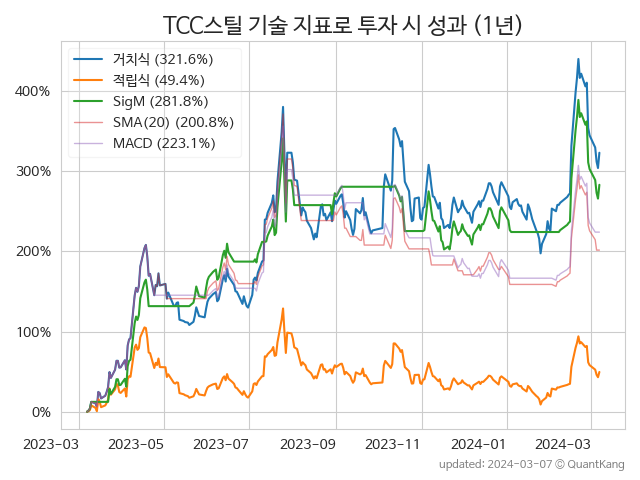 TCC스틸 기술 지표로 투자 시 성과 (1년)
거치식 (321.6%)
적립식 (49.4%)
SigM (281.8%)
SMA(20) (200.8%)
MACD (223.1%)
400%
300%
200%
100%
0%
2023-03 2023-05 2023-07 2023-09 2023-11 2024-01 2024-03
updated: 2024-03-07 © QuantKang